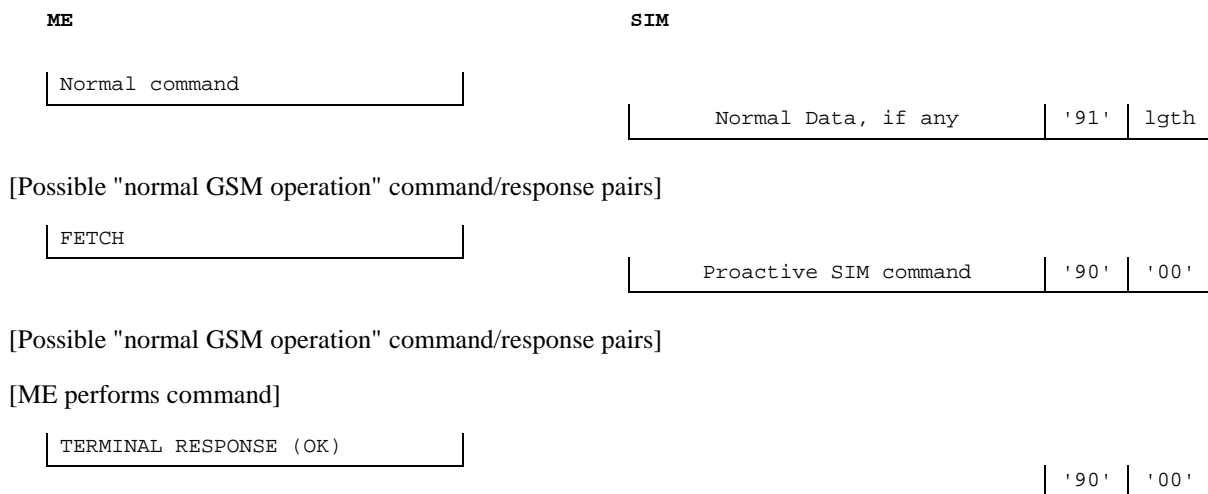 ME SIM
Normal command
Normal Data, if any '91' lgth
[Possible "normal GSM operation" command/response pairs]
FETCH
Proactive SIM command '90' '00'
[Possible "normal GSM operation" command/response pairs]
[ME performs command]
TERMINAL RESPONSE (OK)
'90' '00'